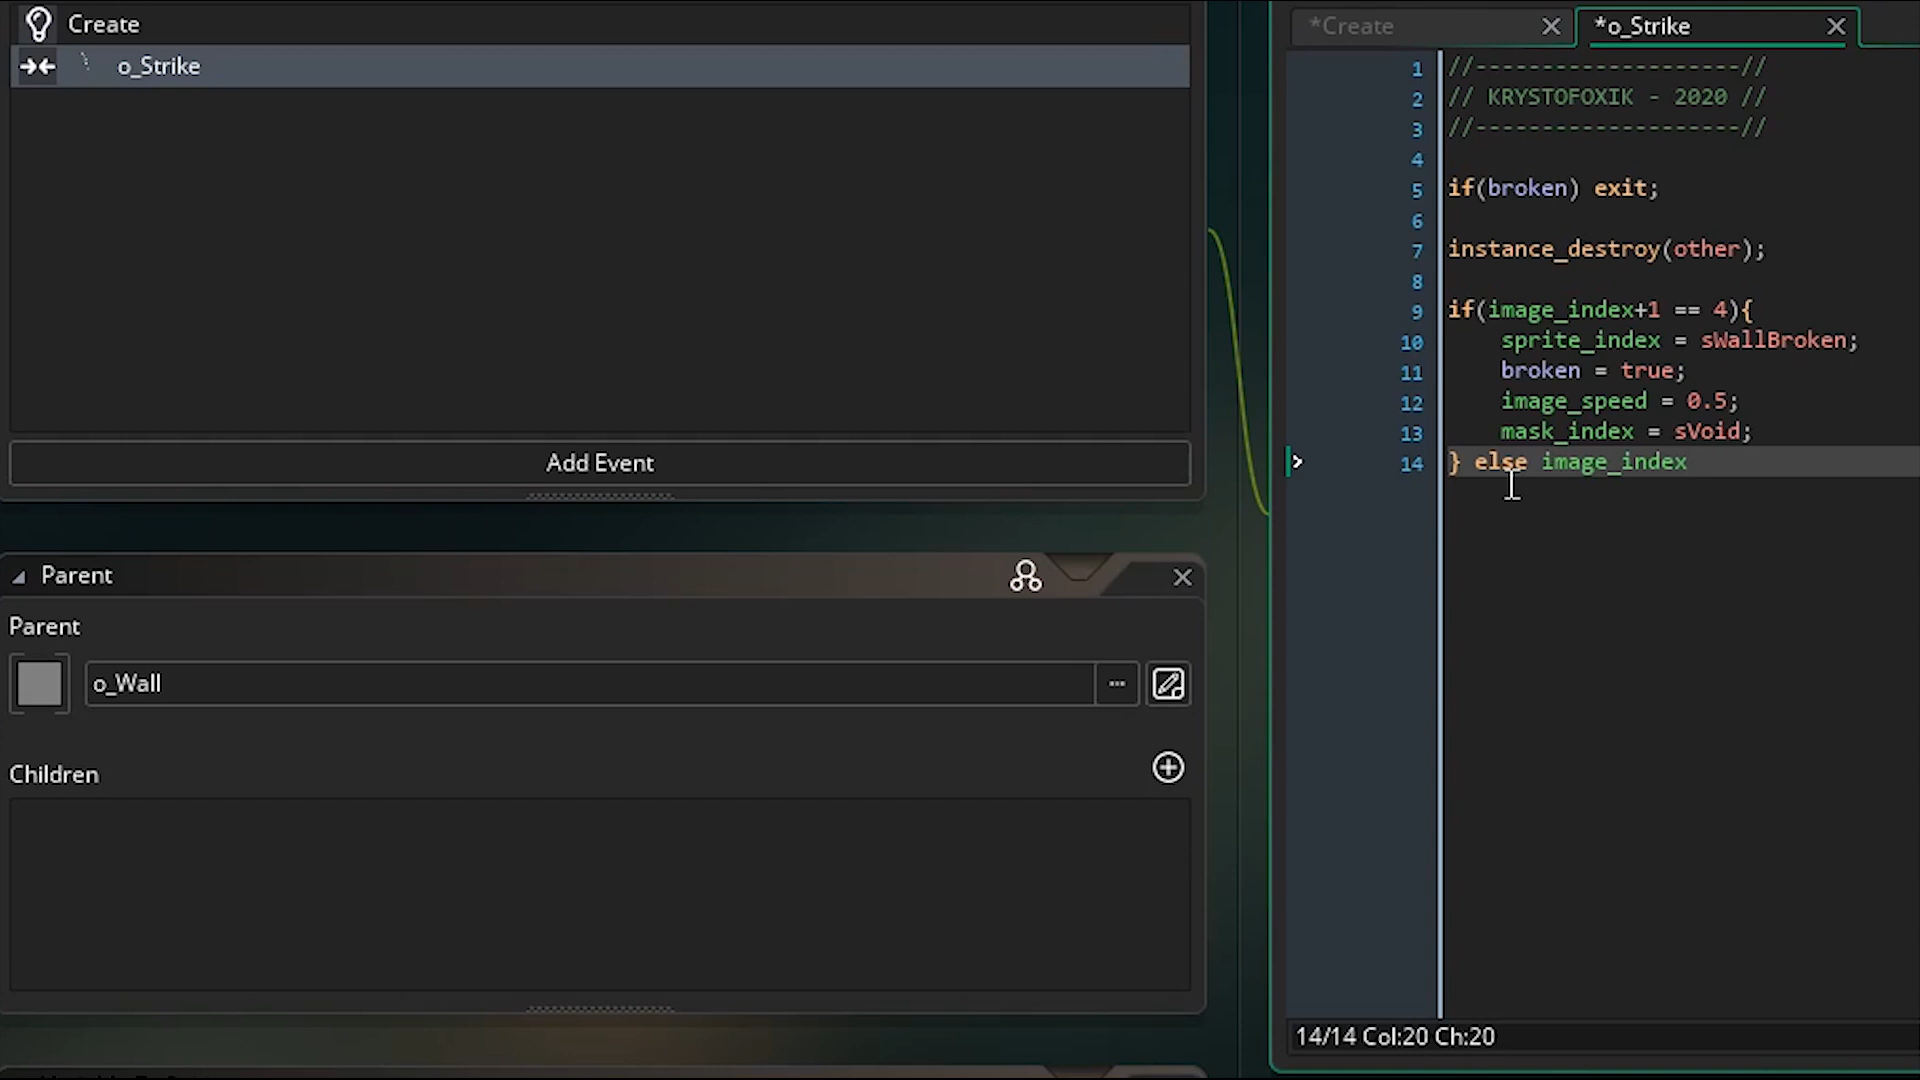 Create
o_Strike
Add Event
Parent
Parent
o_Wall
...
Children
*Create
*o_Strike
1 //--------------------//
2 // KRYSTOFOXIK - 2020 //
3 //--------------------//
4
5 if(broken) exit;
6
7 instance_destroy(other);
8
9 if(image_index+1 == 4){
10 sprite_index = sWallBroken;
11 broken = true;
12 image_speed = 0.5;
13 mask_index = sVoid;
14 } else image_index
14/14 Col:20 Ch:20